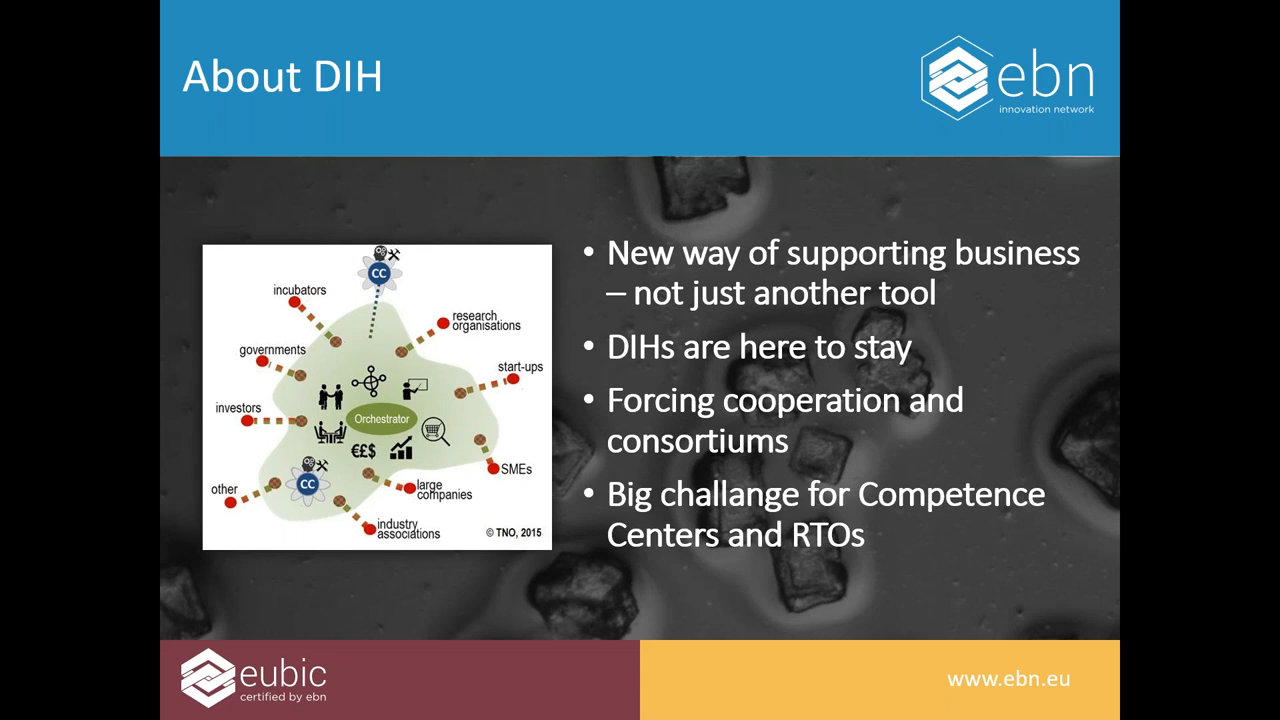 About DIH
ebn
innovation network
CC
incubators
research
organisations
governments
start-ups
investors
Orchestrator
€£$
SMEs
CC
other
large
companies
industry
associations
© TNO, 2015
• New way of supporting business
– not just another tool
• DIHs are here to stay
• Forcing cooperation and
consortiums
• Big challange for Competence
Centers and RTOs
eubic
certified by ebn
www.ebn.eu